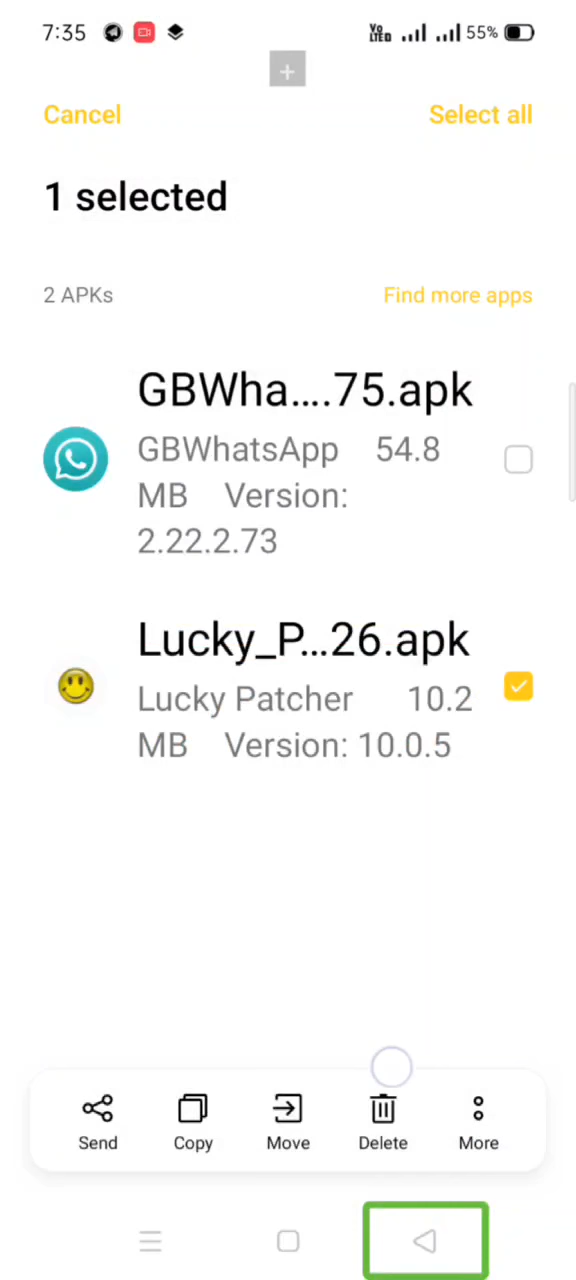 7:35 Vo LTED 55%
Cancel Select all
1 selected
2 APKs Find more apps
GBWha....75.apk
GBWhatsApp 54.8
MB Version:
2.22.2.73
Lucky_P...26.apk
Lucky Patcher 10.2
MB Version: 10.0.5
Send Copy Move Delete More